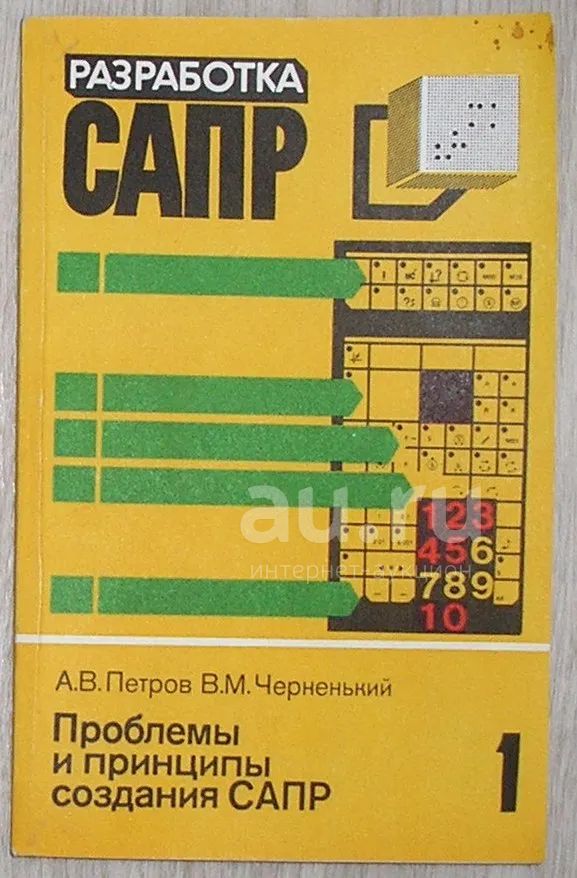 РАЗРАБОТКА
САПР
au.ru
интернет-аукцион
123
456
789
10
А.В.Петров В.М.Черненький
Проблемы
и принципы
создания САПР
1